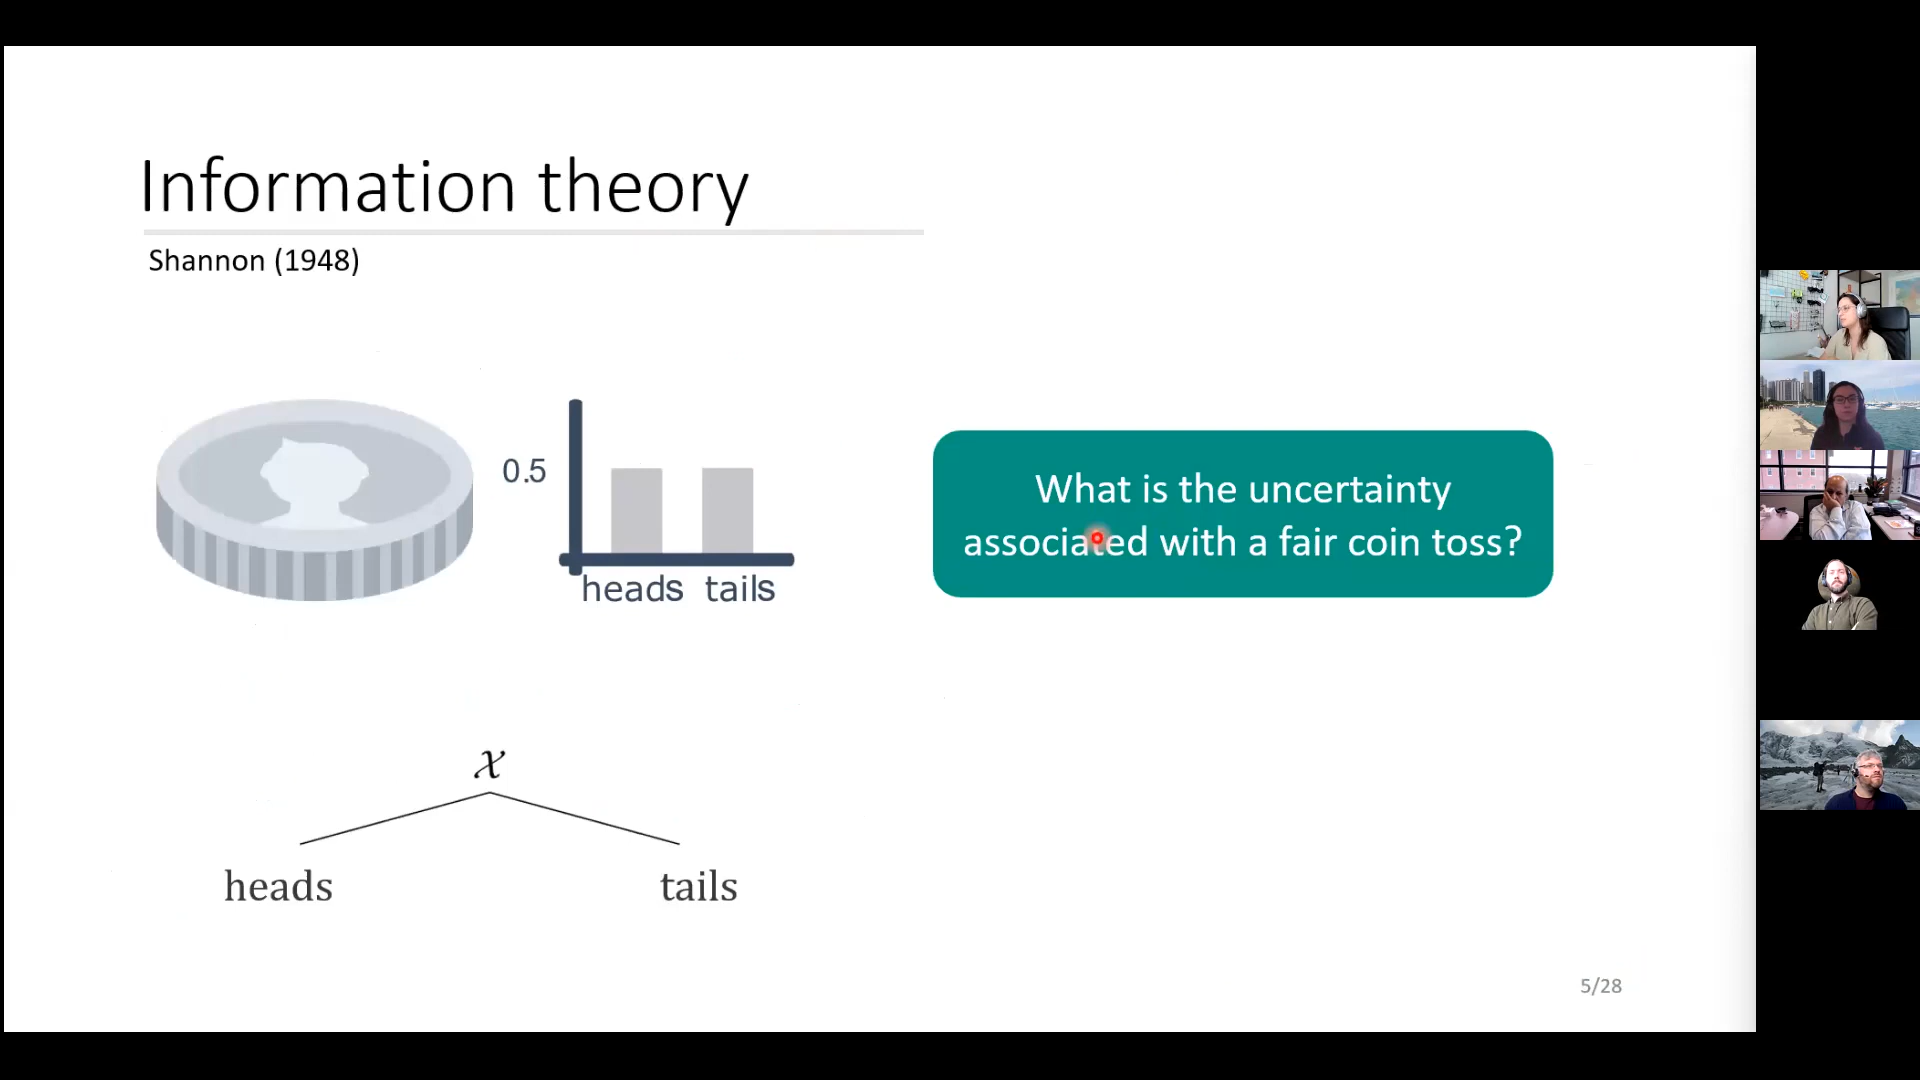 Information theory
Shannon (1948)
0.5
heads tails
What is the uncertainty
associated with a fair coin toss?
𝒳
heads
tails
5/28